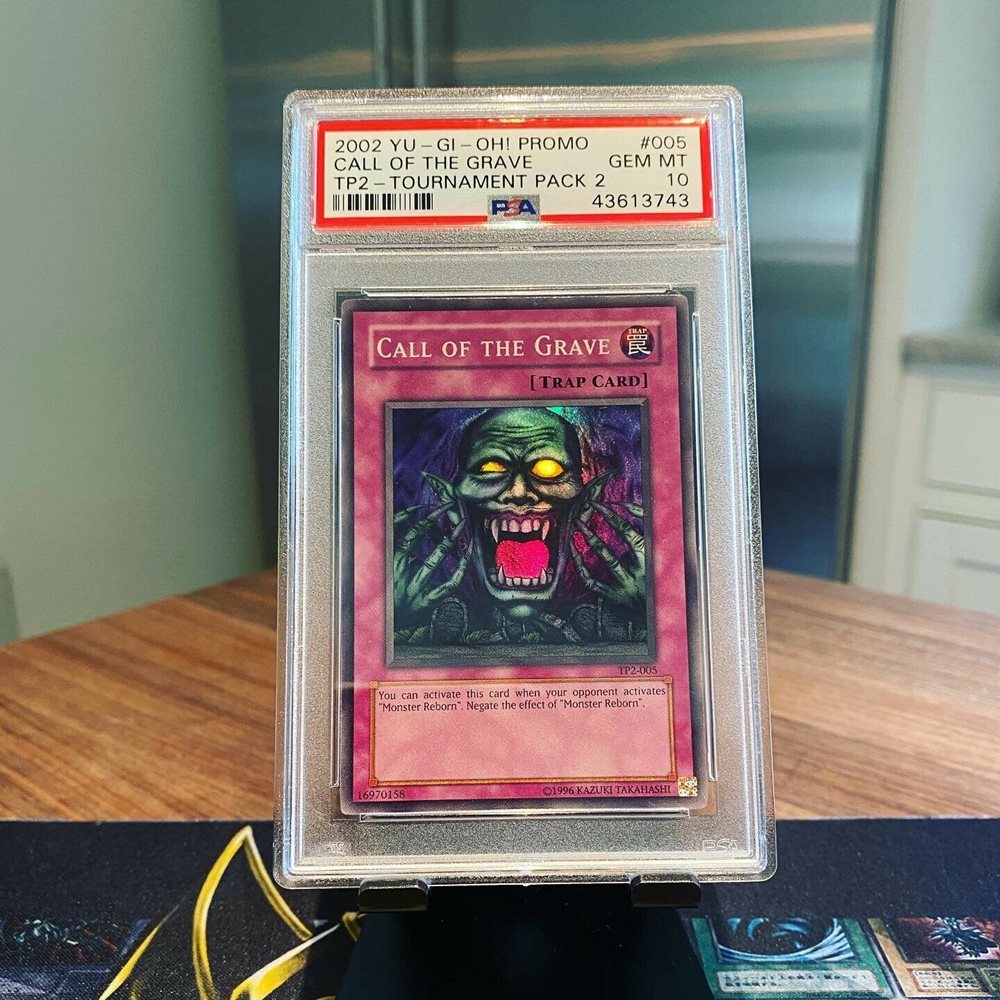 2002 YU-GI-OH! PROMO #005
CALL OF THE GRAVE GEM MT
TP2-TOURNAMENT PACK 2 10
PSA 43613743
CALL OF THE GRAVE
TRAP
罠
[TRAP CARD]
TP2-005
You can activate this card when your opponent activates
"Monster Reborn". Negate the effect of "Monster Reborn".
16970158 ©1996 KAZUKI TAKAHASHI
PSA